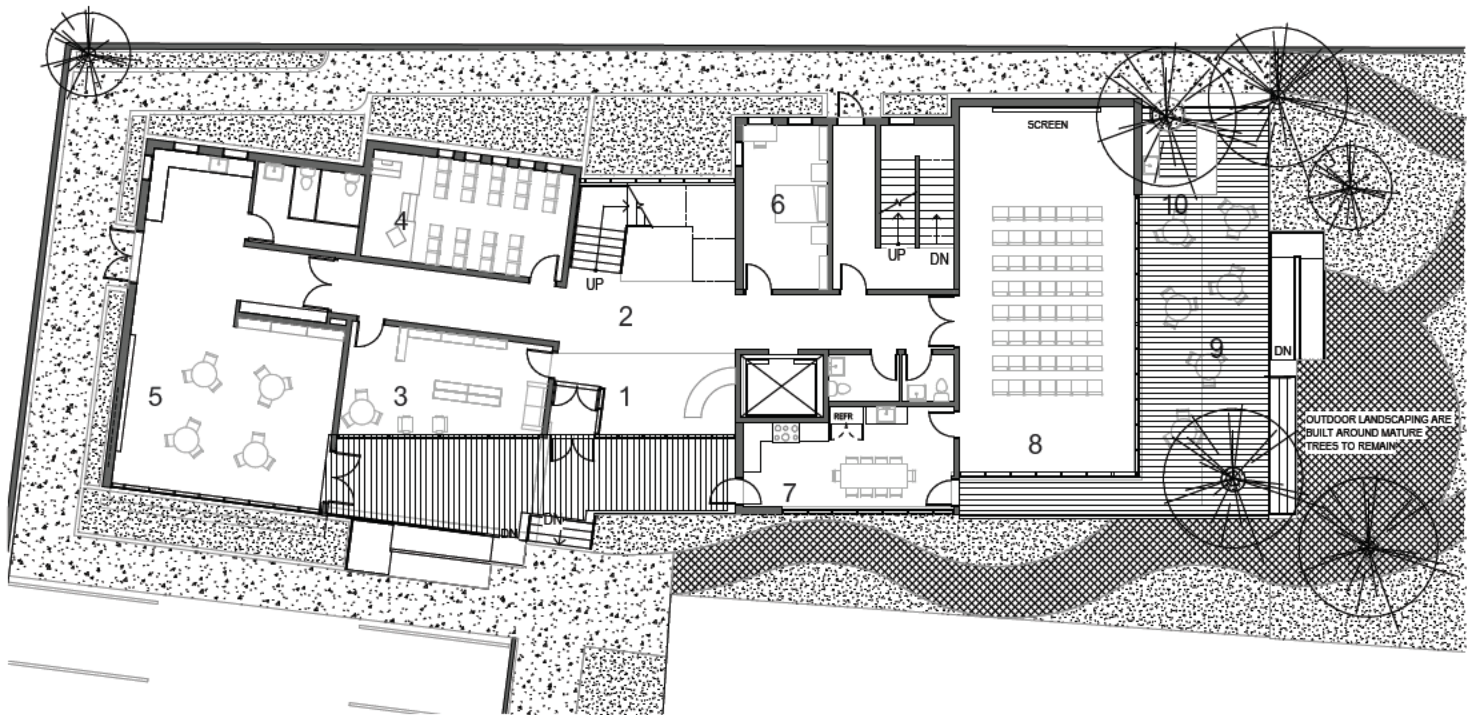 SCREEN
10
6
4
UP
DN
UP
2
9
DN
5
3
1
REFR
OUTDOOR LANDSCAPING ARE
BUILT AROUND MATURE
TREES TO REMAIN
8
7
DN
DN